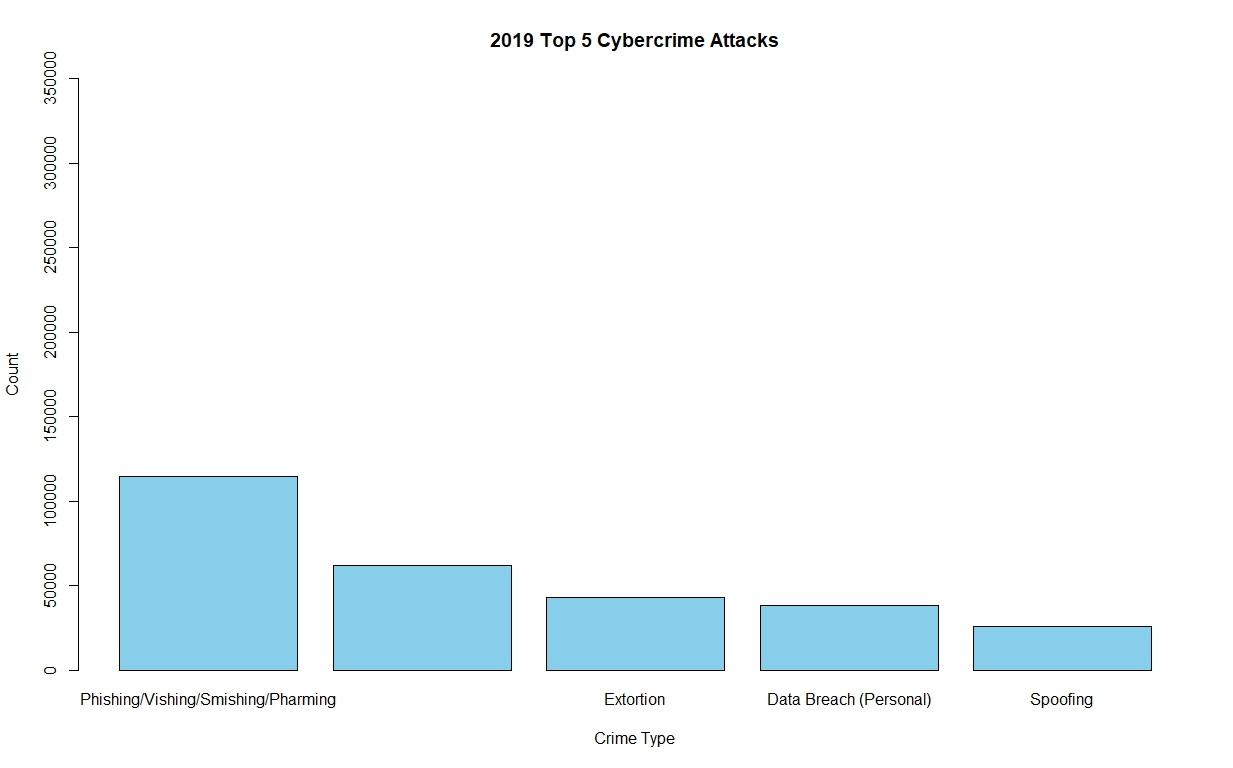 2019 Top 5 Cybercrime Attacks
Count
350000
300000
250000
200000
150000
100000
50000
0
Phishing/Vishing/Smishing/Pharming
Extortion
Data Breach (Personal)
Spoofing
Crime Type